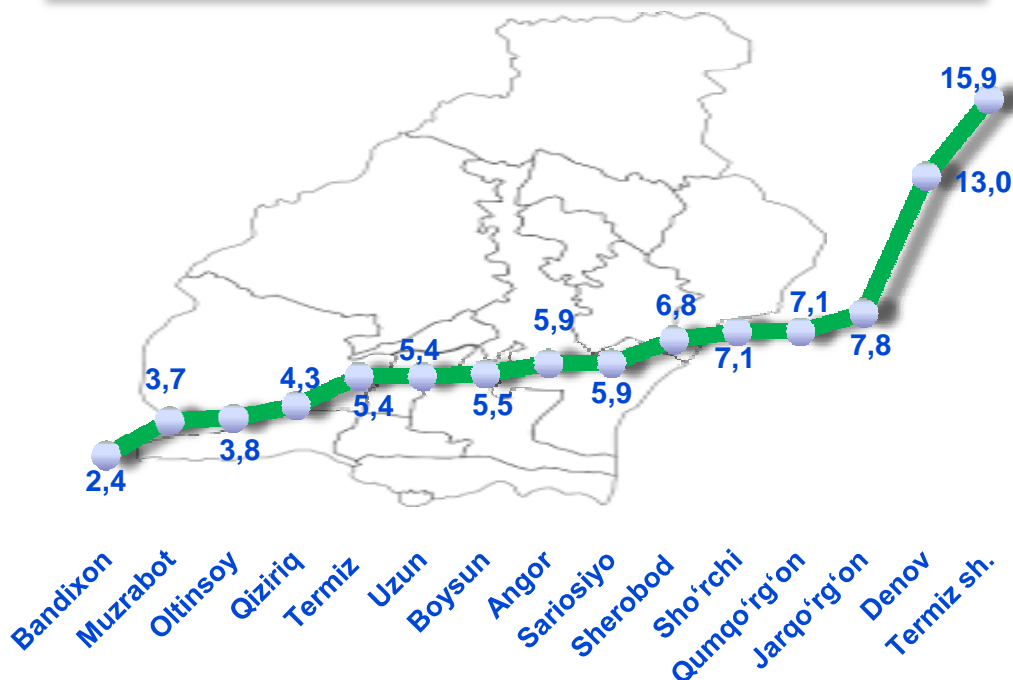 15,9
13,0
7,1
6,8
5,9
7,1
7,8
5,4
3,7
4,3
5,4
5,5
5,9
3,8
2,4
Bandixon
Muzrabot
Oltinsoy
Qiziriq
Termiz
Uzun
Boysun
Angor
Sariosiyo
Sherobod
Sho‘rchi
Qumqo‘rg‘on
Jarqo‘rg‘on
Denov
Termiz sh.